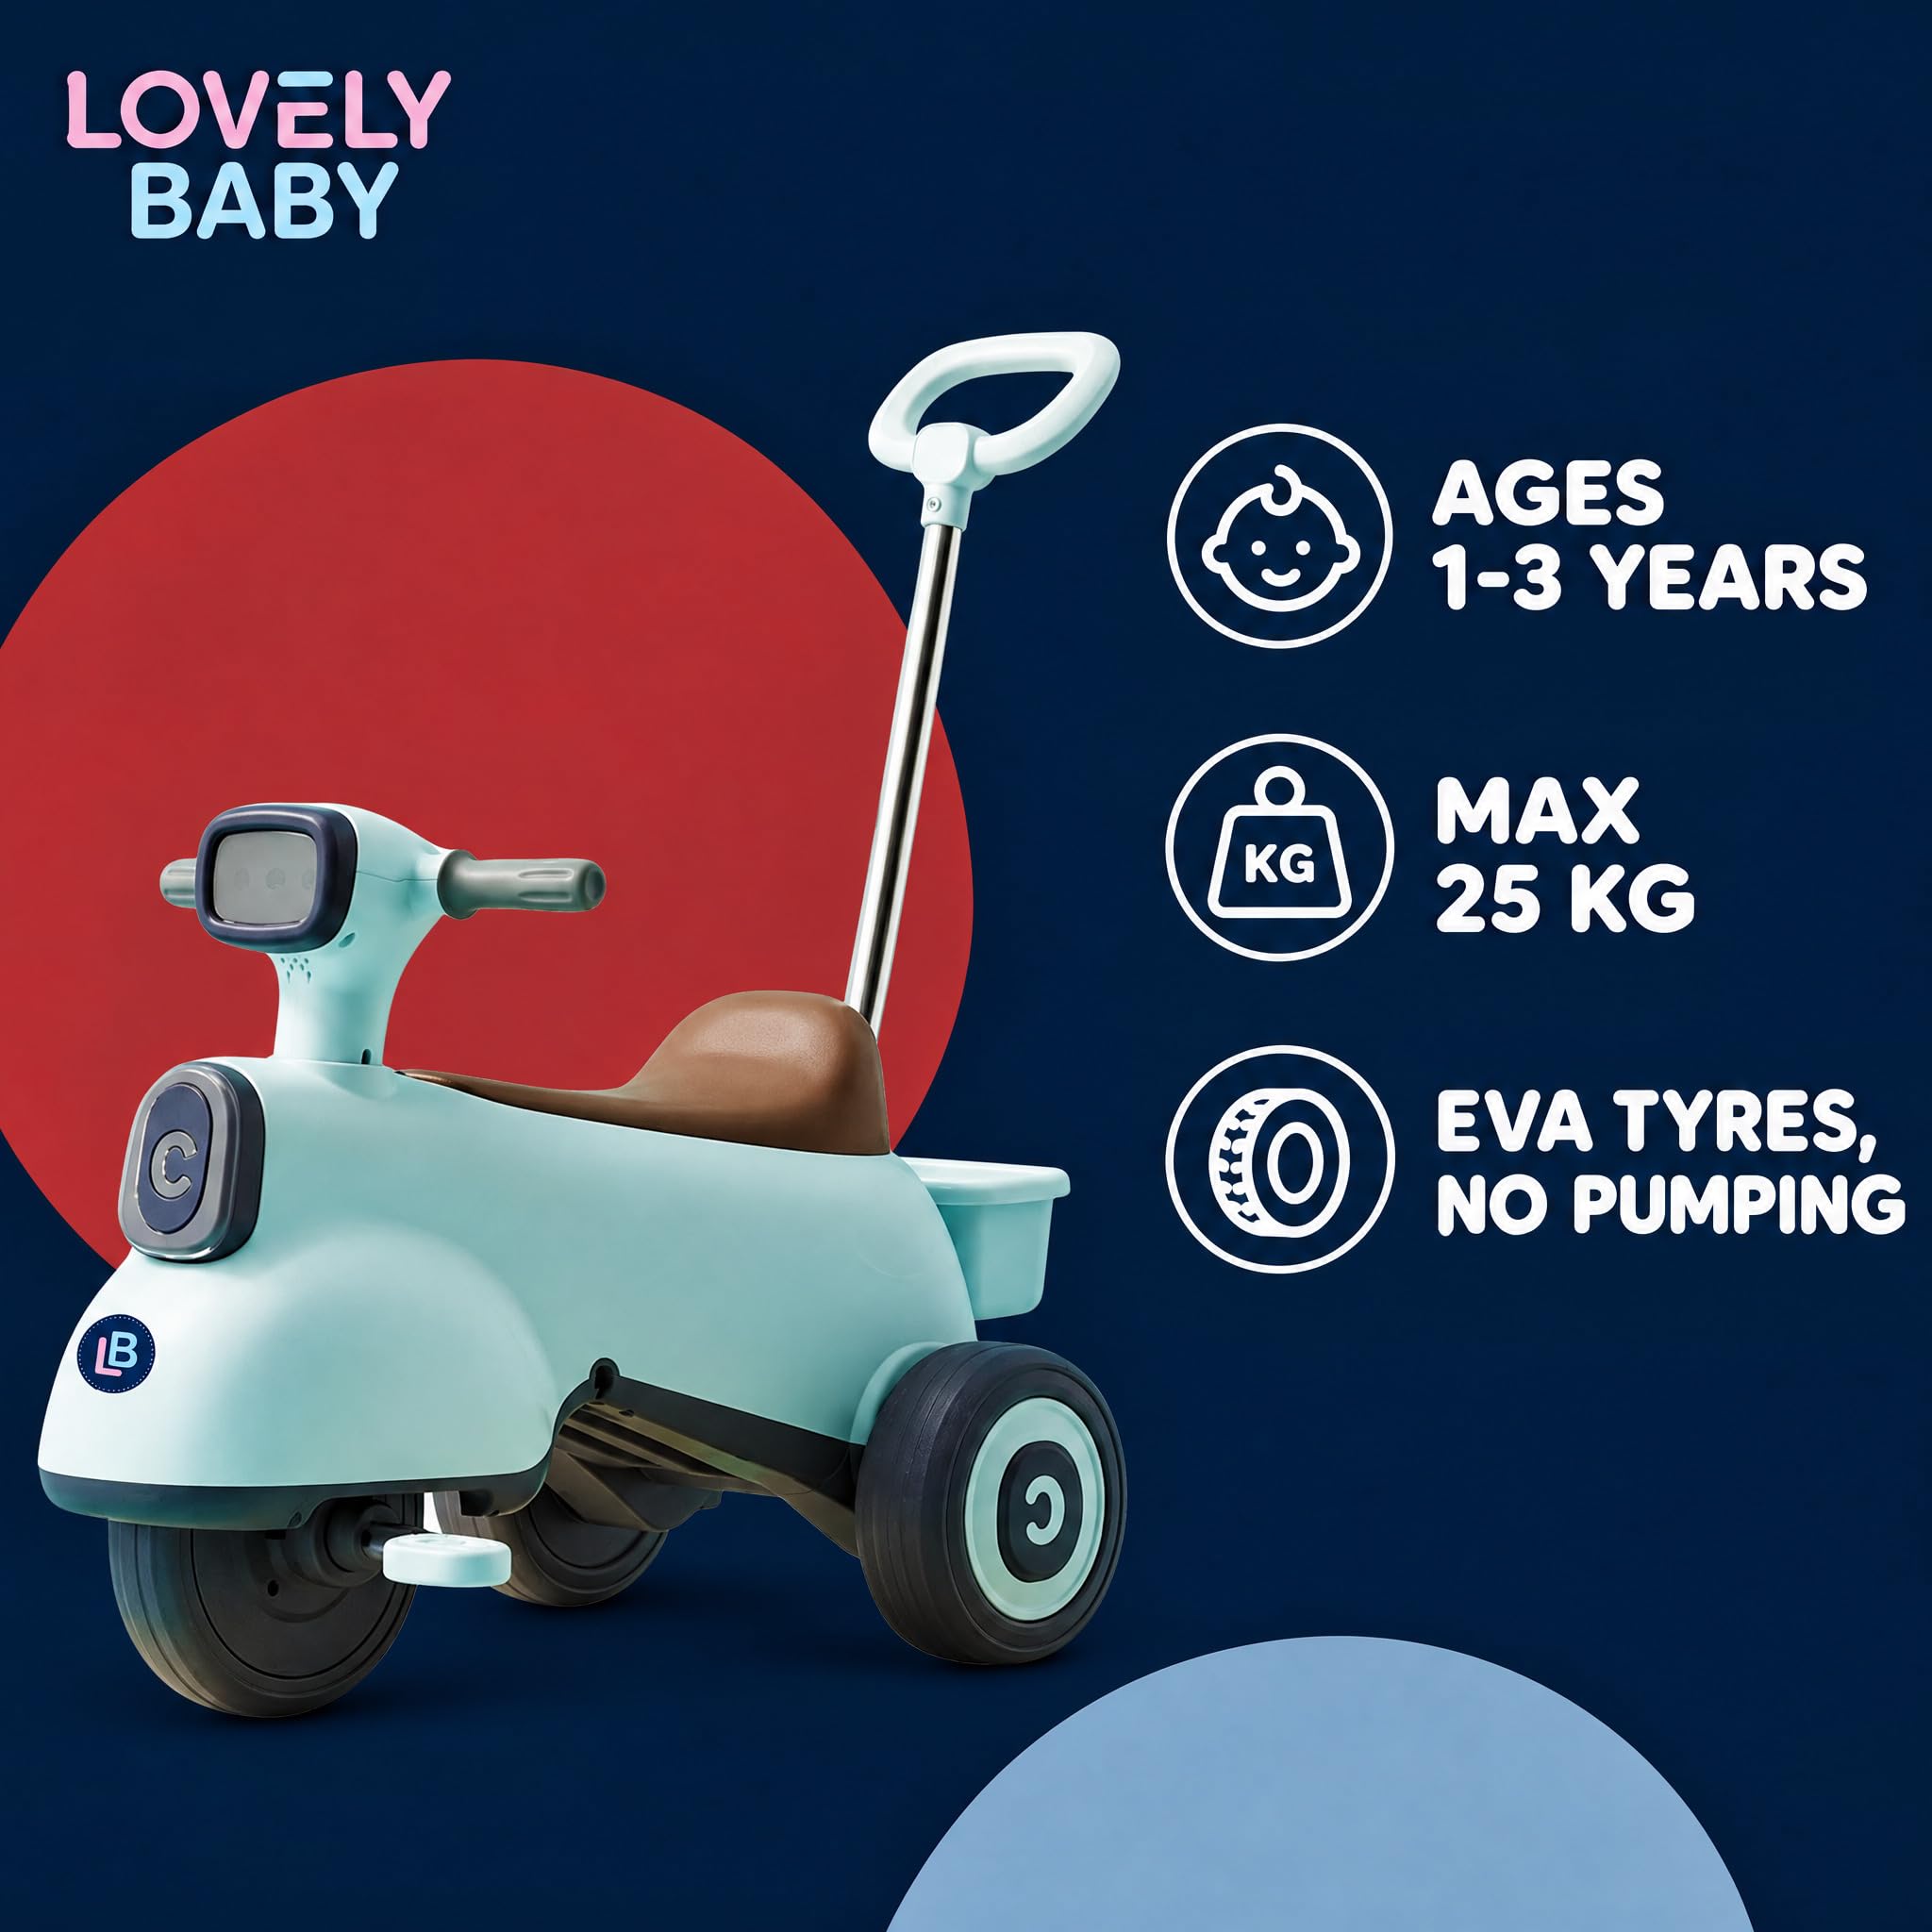 LOVELY
BABY
AGES
1-3 YEARS
KG
MAX
25 KG
EVA TYRES,
NO PUMPING
C
LB
C